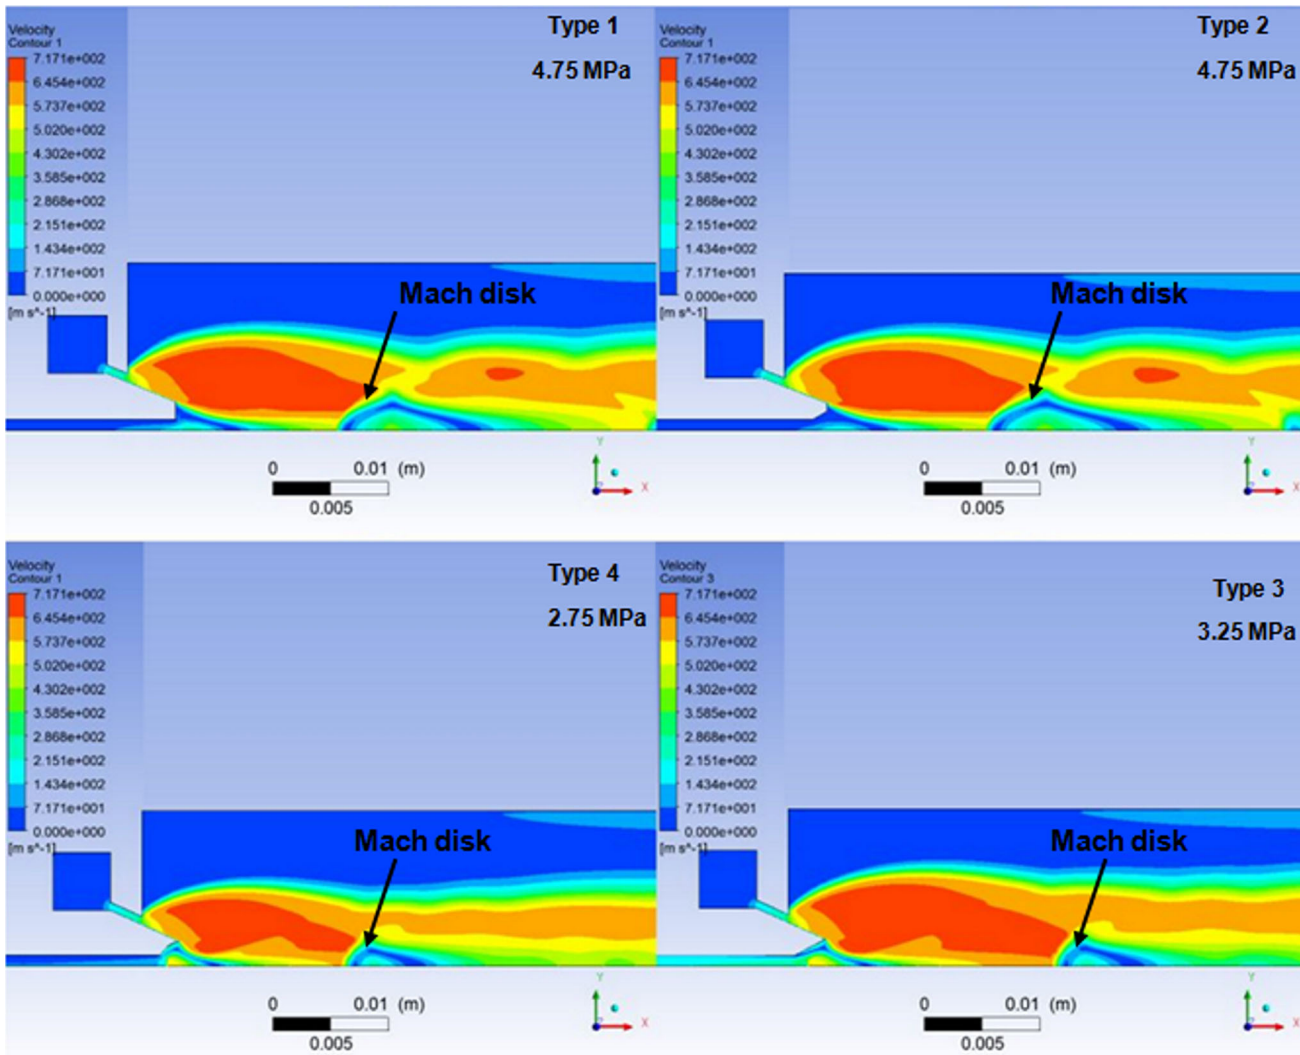 Velocity
Contour 1
7.171e+002
6.454e+002
5.737e+002
5.020e+002
4.302e+002
3.585e+002
2.868e+002
2.151e+002
1.434e+002
7.171e+001
0.000e+000
[m s^-1]
Type 1
4.75 MPa
Mach disk
0
0.01 (m)
0.005
Y
X
Velocity
Contour 1
7.171e+002
6.454e+002
5.737e+002
5.020e+002
4.302e+002
3.585e+002
2.868e+002
2.151e+002
1.434e+002
7.171e+001
0.000e+000
[m s^-1]
Type 2
4.75 MPa
Mach disk
0
0.01 (m)
0.005
Y
X
Velocity
Contour 1
7.171e+002
6.454e+002
5.737e+002
5.020e+002
4.302e+002
3.585e+002
2.868e+002
2.151e+002
1.434e+002
7.171e+001
0.000e+000
[m s^-1]
Type 4
2.75 MPa
Mach disk
0
0.01 (m)
0.005
Y
X
Velocity
Contour 3
7.171e+002
6.454e+002
5.737e+002
5.020e+002
4.302e+002
3.585e+002
2.868e+002
2.151e+002
1.434e+002
7.171e+001
0.000e+000
[m s^-1]
Type 3
3.25 MPa
Mach disk
0
0.01 (m)
0.005
Y
X